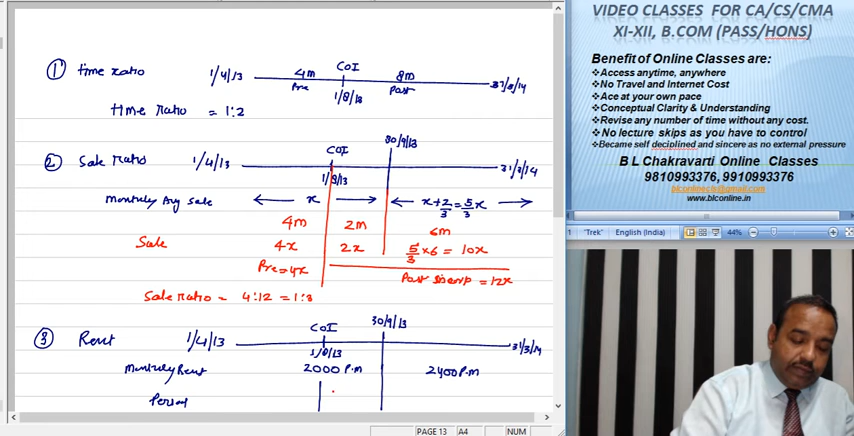 1 time ratio 1/4/13 4m CoI 8m 31/3/14
Pre 1/8/13 Post
time ratio = 1:2
2 Sale ratio 1/4/13 COI 30/9/13 31/3/14
1/8/13
Monthly Avg sale x x+2/3=5/3x
4m 2m 6m
Sale 4x 2x 5/3×6 = 10x
Pre=4x Post incorp = 12x
Sale ratio = 4:12 = 1:3
3 Rent 1/4/13 COI 30/9/13 31/3/14
1/8/13
Monthly Rent 2000 P.m 2400P.m
Period
VIDEO CLASSES FOR CA/CS/CMA
XI-XII, B.COM (PASS/HONS)
Benefit of Online Classes are:
❖Access anytime, anywhere
❖No Travel and Internet Cost
❖Ace at your own pace
❖Conceptual Clarity & Understanding
❖Revise any number of time without any cost.
❖No lecture skips as you have to control
❖Became self deciplined and sincere as no external pressure
B L Chakravarti Online Classes
9810993376, 9910993376
www.blconline.in
1 "Trek" English (India) 44%
PAGE 13 A4 NUM